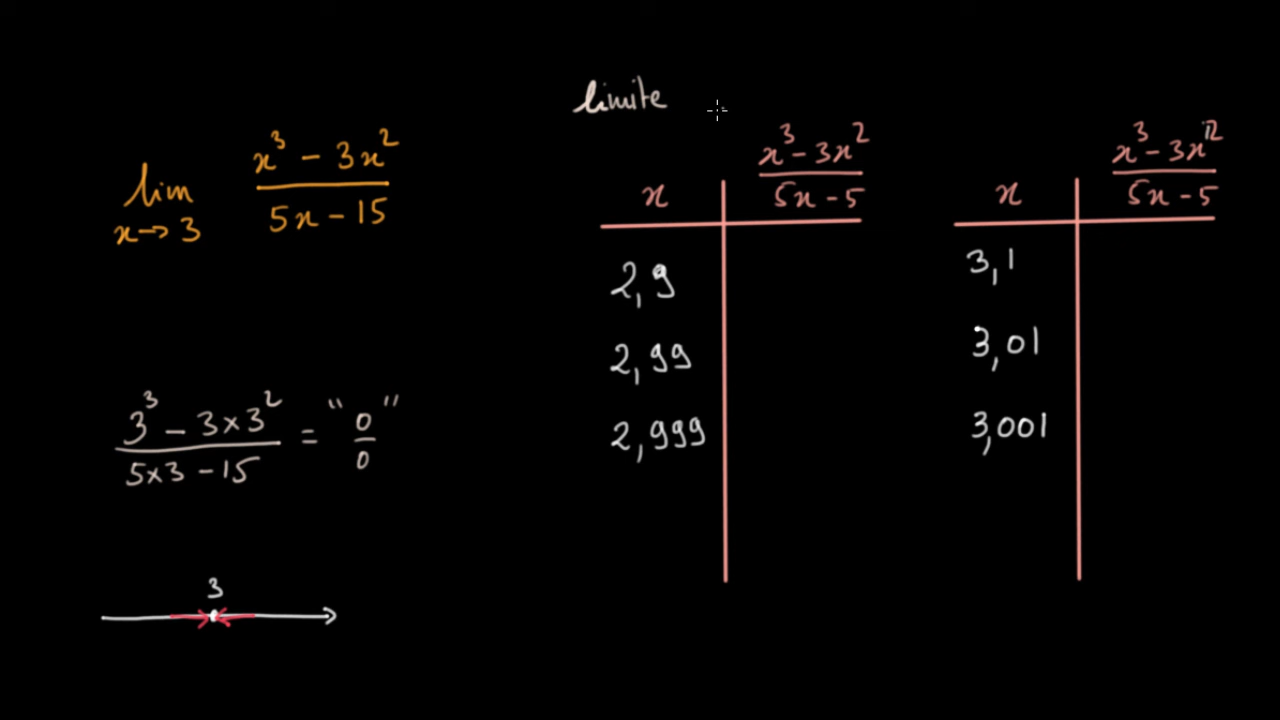 limite
lim x→3 (x³ − 3x²)/(5x − 15)
x | (x³ − 3x²)/(5x − 5)
2,9
2,99
2,999
x | (x³ − 3x²)/(5x − 5)
3,1
3,01
3,001
(3³ − 3×3²)/(5×3 − 15) = "0/0"
3